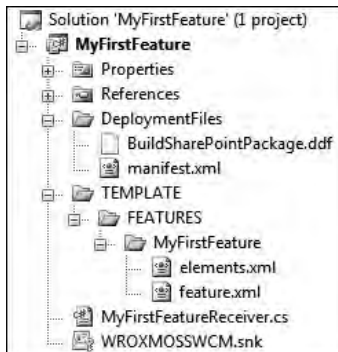 Solution 'MyFirstFeature' (1 project)
MyFirstFeature
Properties
References
DeploymentFiles
BuildSharePointPackage.ddf
manifest.xml
TEMPLATE
FEATURES
MyFirstFeature
elements.xml
feature.xml
MyFirstFeatureReceiver.cs
WROXMOSSWCM.snk